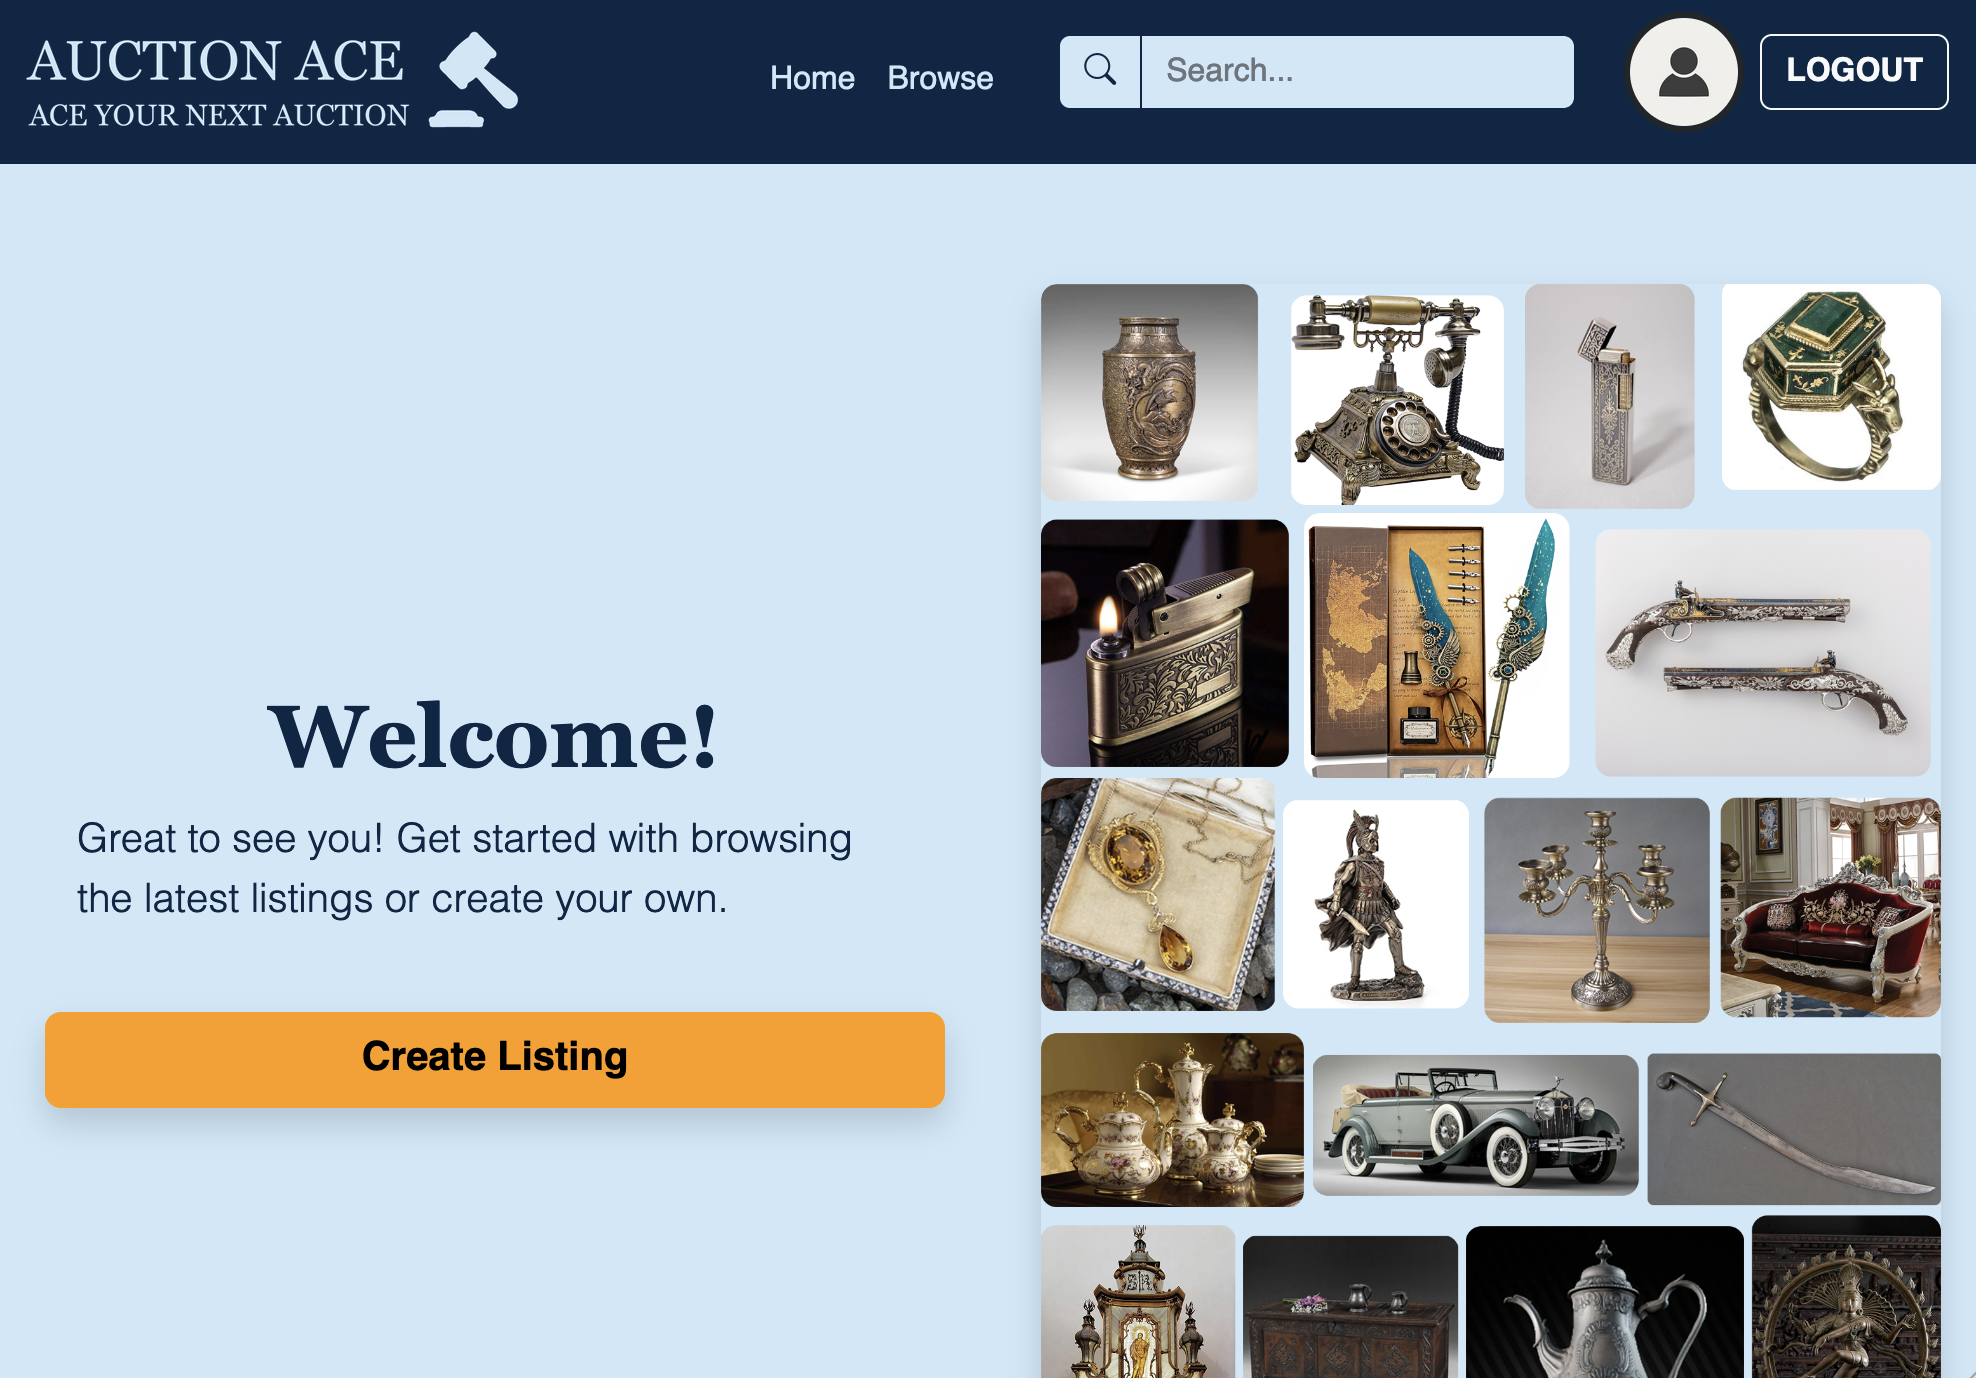 AUCTION ACE
ACE YOUR NEXT AUCTION
Home
Browse
Search...
LOGOUT
Welcome!
Great to see you! Get started with browsing
the latest listings or create your own.
Create Listing